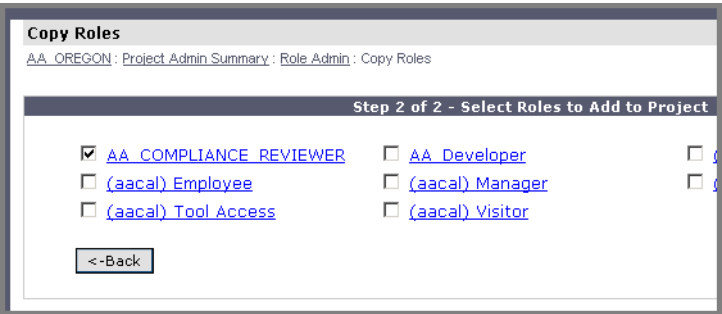 Copy Roles
AA_OREGON : Project Admin Summary : Role Admin : Copy Roles
Step 2 of 2 - Select Roles to Add to Project
AA_COMPLIANCE_REVIEWER AA_Developer (
(aacal) Employee (aacal) Manager (
(aacal) Tool Access (aacal) Visitor
<-Back